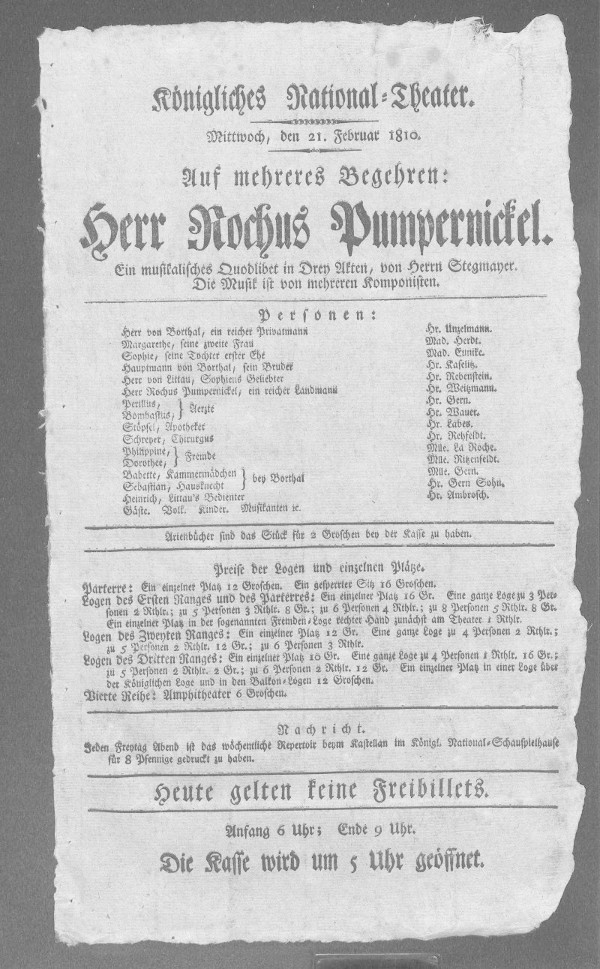 Königliches National-Theater.
Mittwoch, den 21. Februar 1810.
Auf mehreres Begehren:
Herr Rochus Pumpernickel.
Ein musikalisches Quodlibet in Drey Akten, von Herrn Stegmayer.
Die Musik ist von mehreren Komponisten.
Personen:
Herr von Borthal, ein reicher Privatmann Hr. Unzelmann.
Margarethe, seine zweite Frau Mad. Herdt.
Sophie, seine Tochter erster Ehe Mad. Eunike.
Hauptmann von Borthal, sein Bruder Hr. Kaselitz.
Herr von Littau, Sophiens Geliebter Hr. Rebenstein.
Herr Rochus Pumpernickel, ein reicher Landmann Hr. Weitzmann.
Perillus, } Aerzte Hr. Gern.
Bombastus, Hr. Wauer.
Stöpsel, Apotheker Hr. Labes.
Schreyer, Chirurgus Hr. Rehfeldt.
Philippine, } Fremde Mlle. La Roche.
Dorothee, Mlle. Ritzenfeldt.
Babette, Kammermädchen } bey Borthal Mlle. Gern.
Sebastian, Hausknecht Hr. Gern Sohn.
Heinrich, Littau's Bedienter Hr. Ambrosch.
Gäste. Volk. Kinder. Musikanten ic.
Arienbücher sind das Stück für 2 Groschen bey der Kasse zu haben.
Preise der Logen und einzelnen Plätze.
Parterre: Ein einzelner Platz 12 Groschen. Ein gesperrter Sitz 16 Groschen.
Logen des Ersten Ranges und des Parterres: Ein einzelner Platz 16 Gr. Eine ganze Loge zu 3 Per-
sonen 2 Rthlr.; zu 5 Personen 3 Rthlr. 8 Gr.; zu 6 Personen 4 Rthlr.; zu 8 Personen 5 Rthlr. 8 Gr.
Ein einzelner Platz in der sogenannten Fremden-Loge rechter Hand zunächst am Theater 1 Rthlr.
Logen des Zweyten Ranges: Ein einzelner Platz 12 Gr. Eine ganze Loge zu 4 Personen 2 Rthlr.;
zu 5 Personen 2 Rthlr. 12 Gr.; zu 6 Personen 3 Rthlr.
Logen des Dritten Ranges: Ein einzelner Platz 10 Gr. Eine ganze Loge zu 4 Personen 1 Rthlr. 16 Gr.;
zu 5 Personen 2 Rthlr. 2 Gr.; zu 6 Personen 2 Rthlr. 12 Gr. Ein einzelner Platz in einer Loge über
der Königlichen Loge und in den Balkon-Logen 12 Groschen.
Vierte Reihe: Amphitheater 6 Groschen.
Nachricht.
Jeden Freytag Abend ist das wöchentliche Repertoir beym Kastellan im Königl. National-Schauspielhause
für 8 Pfennige gedruckt zu haben.
Heute gelten keine Freibillets.
Anfang 6 Uhr; Ende 9 Uhr.
Die Kasse wird um 5 Uhr geöffnet.